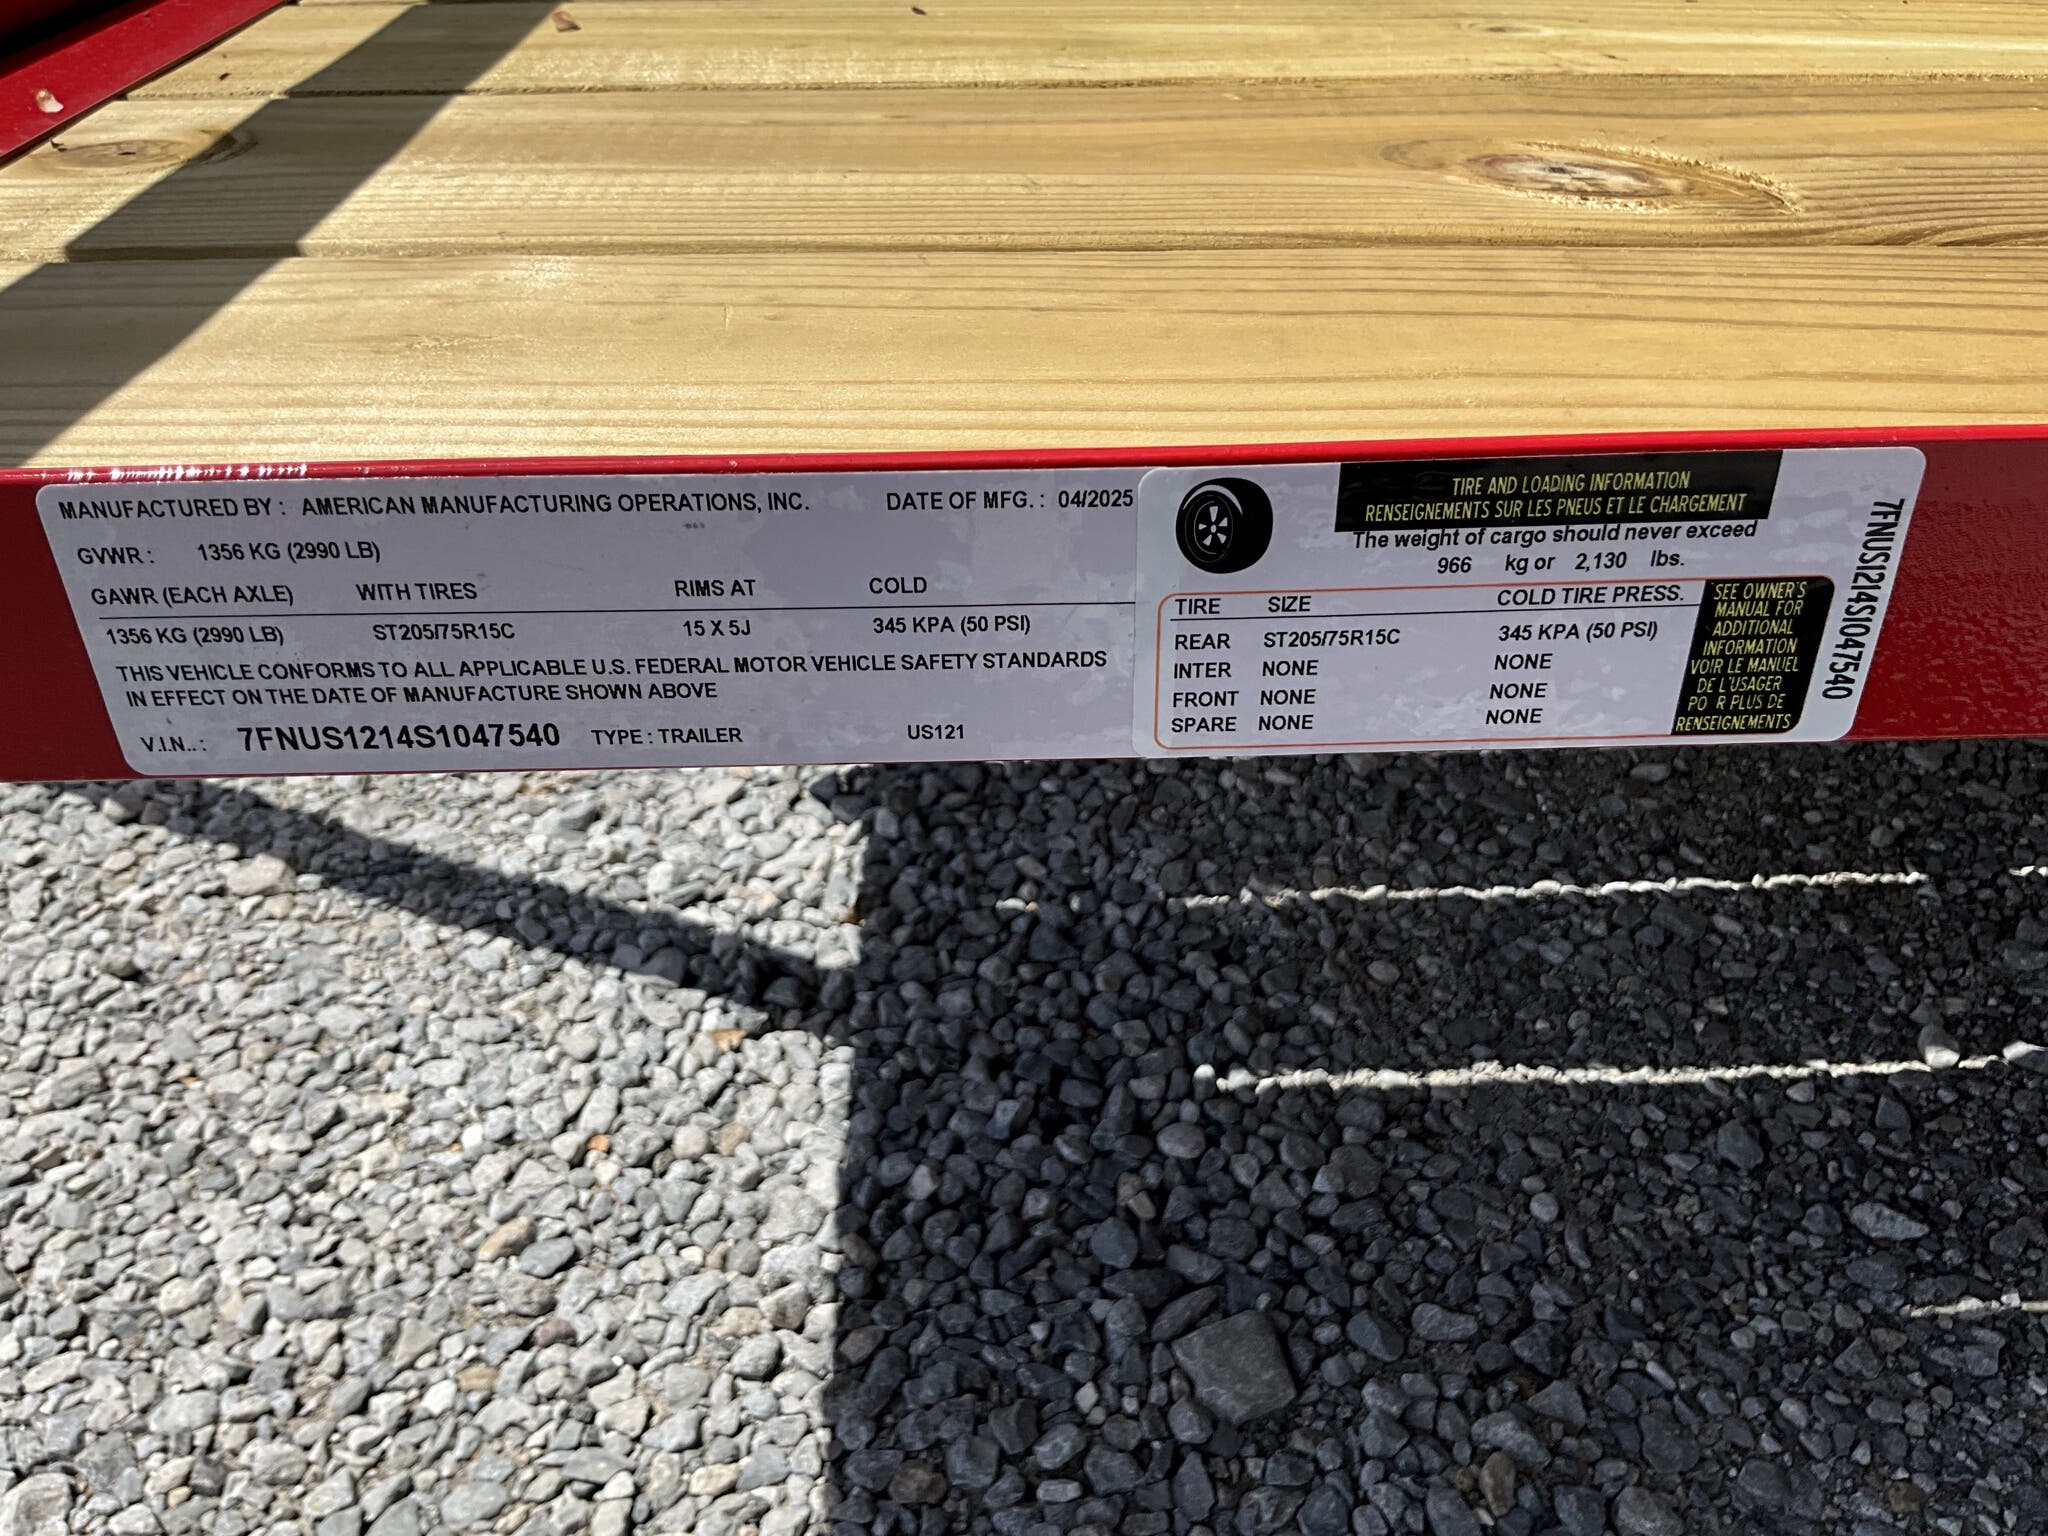 MANUFACTURED BY : AMERICAN MANUFACTURING OPERATIONS, INC. DATE OF MFG. : 04/2025
GVWR : 1356 KG (2990 LB)
GAWR (EACH AXLE) WITH TIRES RIMS AT COLD
1356 KG (2990 LB) ST205/75R15C 15 X 5J 345 KPA (50 PSI)
THIS VEHICLE CONFORMS TO ALL APPLICABLE U.S. FEDERAL MOTOR VEHICLE SAFETY STANDARDS
IN EFFECT ON THE DATE OF MANUFACTURE SHOWN ABOVE
V.I.N..: 7FNUS1214S1047540 TYPE : TRAILER US121
TIRE AND LOADING INFORMATION
RENSEIGNEMENTS SUR LES PNEUS ET LE CHARGEMENT
The weight of cargo should never exceed
966 kg or 2,130 lbs.
TIRE SIZE COLD TIRE PRESS.
REAR ST205/75R15C 345 KPA (50 PSI)
INTER NONE NONE
FRONT NONE NONE
SPARE NONE NONE
SEE OWNER'S
MANUAL FOR
ADDITIONAL
INFORMATION
VOIR LE MANUEL
DE L'USAGER
PO R PLUS DE
RENSEIGNEMENTS
7FNUS1214S1047540